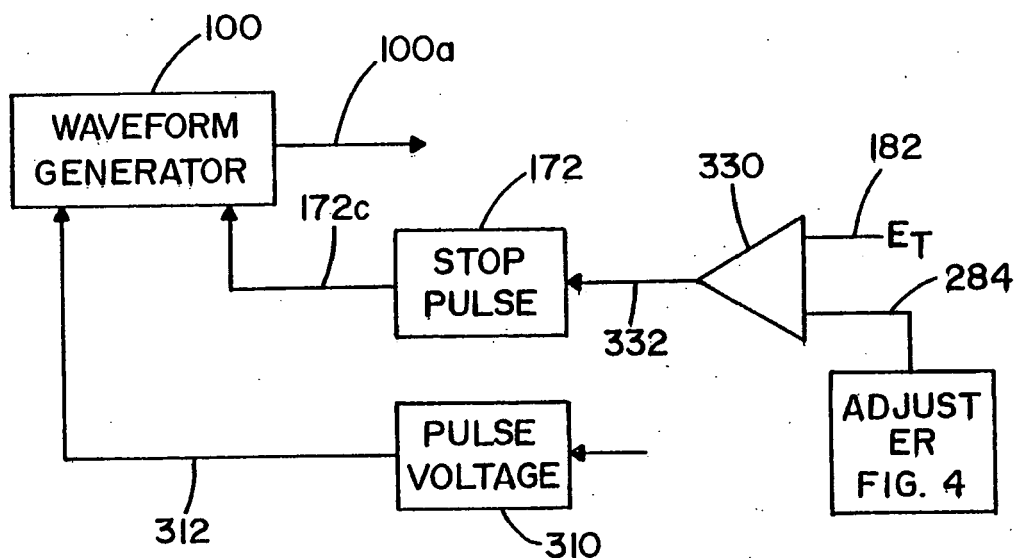 100
100a
WAVEFORM
GENERATOR
172
330
182
172c
ET
STOP
PULSE
284
332
ADJUST
ER
FIG. 4
PULSE
VOLTAGE
312
310